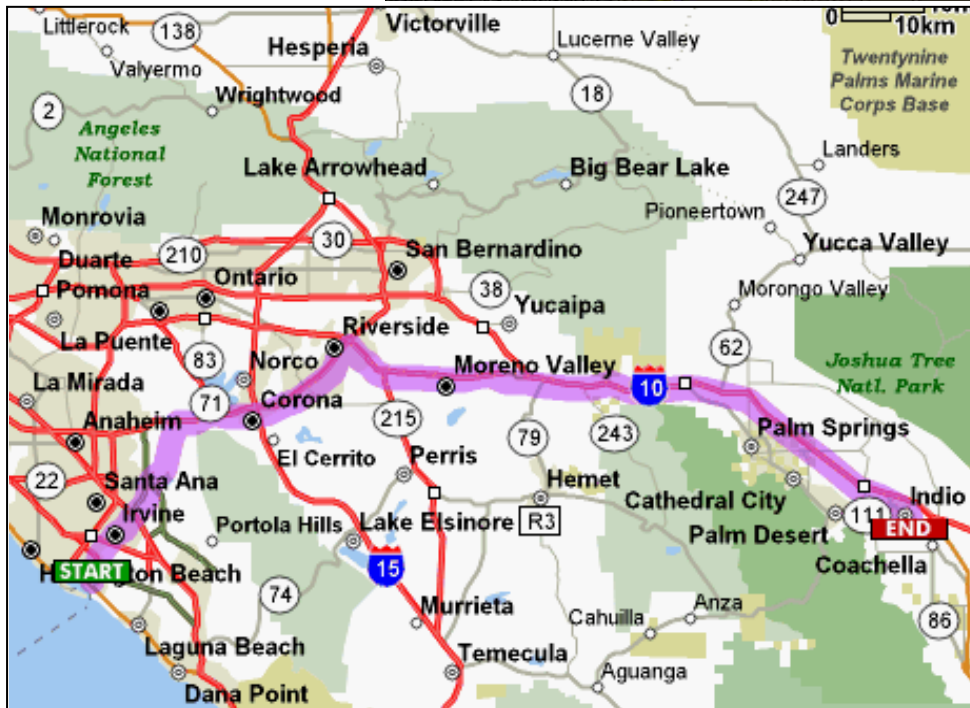 Littlerock
138
Victorville
Hesperia
Lucerne Valley
10km
Valyermo
Twentynine
Palms Marine
Corps Base
Wrightwood
18
2
Angeles
National
Forest
Lake Arrowhead
Big Bear Lake
Landers
247
Monrovia
Pioneertown
210
30
San Bernardino
Yucca Valley
Duarte
Ontario
38
Yucaipa
Morongo Valley
Pomona
Riverside
La Puente
83
Norco
Moreno Valley
62
Joshua Tree
Natl. Park
La Mirada
71
Corona
10
Anaheim
215
79
243
Palm Springs
El Cerrito
Perris
22
Santa Ana
Hemet
Cathedral City
Indio
Irvine
Portola Hills
Lake Elsinore
R3
Palm Desert
111
END
START
Beach
15
Coachella
74
Murrieta
Cahuilla
Anza
86
Laguna Beach
Temecula
Aguanga
Dana Point